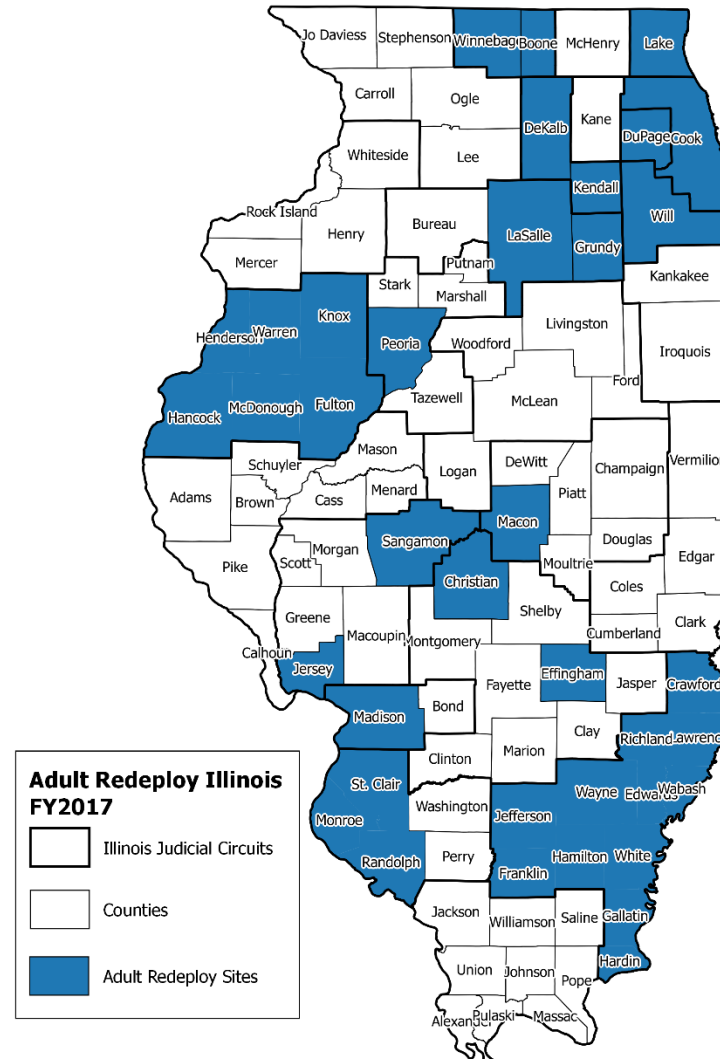 Jo Daviess
Stephenson
Winnebago
Boone
McHenry
Lake
Carroll
Ogle
DeKalb
Kane
DuPage
Cook
Whiteside
Lee
Kendall
Rock Island
Henry
Bureau
LaSalle
Grundy
Will
Mercer
Putnam
Stark
Marshall
Kankakee
Henderson
Warren
Knox
Peoria
Woodford
Livingston
Iroquois
Ford
Hancock
McDonough
Fulton
Tazewell
McLean
Mason
Schuyler
Logan
DeWitt
Champaign
Vermilion
Adams
Brown
Cass
Menard
Piatt
Macon
Sangamon
Douglas
Edgar
Pike
Scott
Morgan
Christian
Moultrie
Coles
Shelby
Greene
Macoupin
Montgomery
Cumberland
Clark
Calhoun
Jersey
Effingham
Jasper
Crawford
Fayette
Madison
Bond
Clay
Richland
Lawrence
Marion
Clinton
St. Clair
Wayne
Edwards
Wabash
Washington
Jefferson
Monroe
Randolph
Perry
Franklin
Hamilton
White
Jackson
Williamson
Saline
Gallatin
Union
Johnson
Pope
Hardin
Alexander
Pulaski
Massac
Adult Redeploy Illinois
FY2017
Illinois Judicial Circuits
Counties
Adult Redeploy Sites